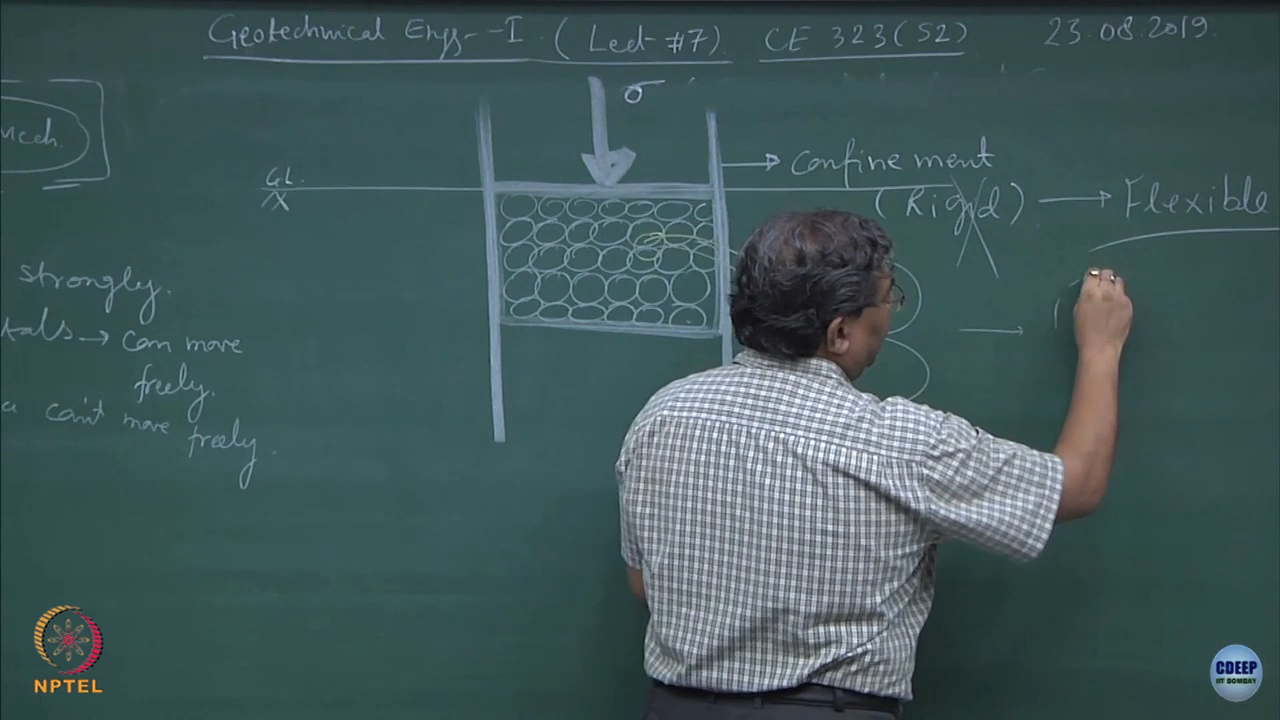 Geotechnical Engg-I (Lect #7). CE 323(S2) 23.08.2019.
Mech.
σ
Confinement
G.L.
(Rigid) → Flexible
strongly.
→ can move
freely.
can't move
freely.
NPTEL
CDEEP
IIT BOMBAY